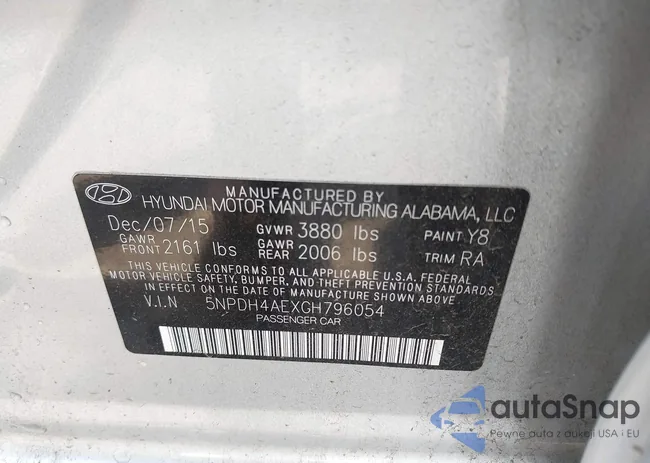 MANUFACTURED BY
HYUNDAI MOTOR MANUFACTURING ALABAMA, LLC
Dec/07/15 GVWR 3880 lbs PAINT Y8
GAWR FRONT 2161 lbs GAWR REAR 2006 lbs TRIM RA
THIS VEHICLE CONFORMS TO ALL APPLICABLE U.S.A. FEDERAL
MOTOR VEHICLE SAFETY, BUMPER, AND THEFT PREVENTION STANDARDS
IN EFFECT ON THE DATE OF MANUFACTURE SHOWN ABOVE.
V.I.N 5NPDH4AEXGH796054
PASSENGER CAR
autaSnap
Pewne auta z aukcji USA i EU